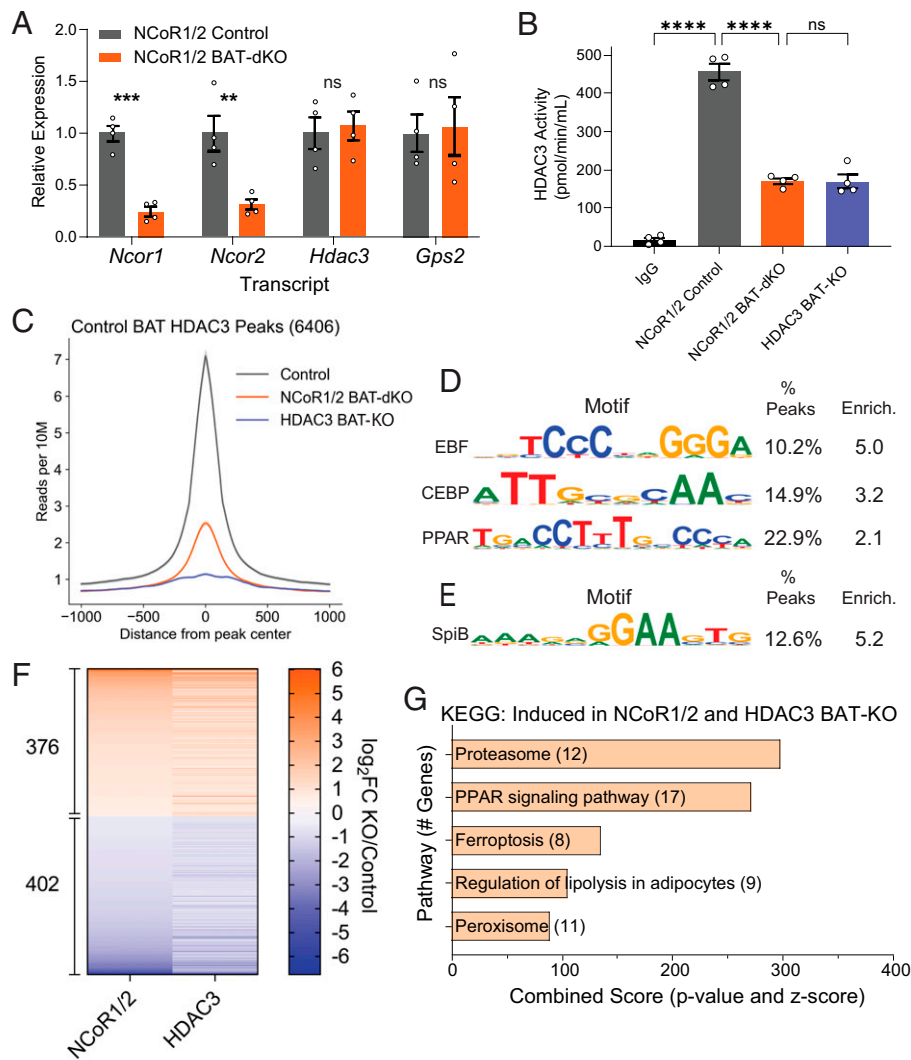 A
NCoR1/2 Control
NCoR1/2 BAT-dKO
Relative Expression
2.0
1.5
1.0
0.5
0.0
***
**
ns
ns
Ncor1
Ncor2
Hdac3
Gps2
Transcript
B
****
****
ns
HDAC3 Activity
(pmol/min/mL)
500
400
300
200
100
0
IgG
NCoR1/2 Control
NCoR1/2 BAT-dKO
HDAC3 BAT-KO
C
Control BAT HDAC3 Peaks (6406)
Reads per 10M
7
6
5
4
3
2
1
Control
NCoR1/2 BAT-dKO
HDAC3 BAT-KO
−1000
−500
0
500
1000
Distance from peak center
D
Motif
%
Peaks
Enrich.
EBF
10.2%
5.0
CEBP
14.9%
3.2
PPAR
22.9%
2.1
E
Motif
%
Peaks
Enrich.
SpiB
12.6%
5.2
F
376
402
NCoR1/2
HDAC3
6
5
4
3
2
1
0
-1
-2
-3
-4
-5
-6
log2FC KO/Control
G
KEGG: Induced in NCoR1/2 and HDAC3 BAT-KO
Pathway (# Genes)
Proteasome (12)
PPAR signaling pathway (17)
Ferroptosis (8)
Regulation of lipolysis in adipocytes (9)
Peroxisome (11)
0
100
200
300
400
Combined Score (p-value and z-score)